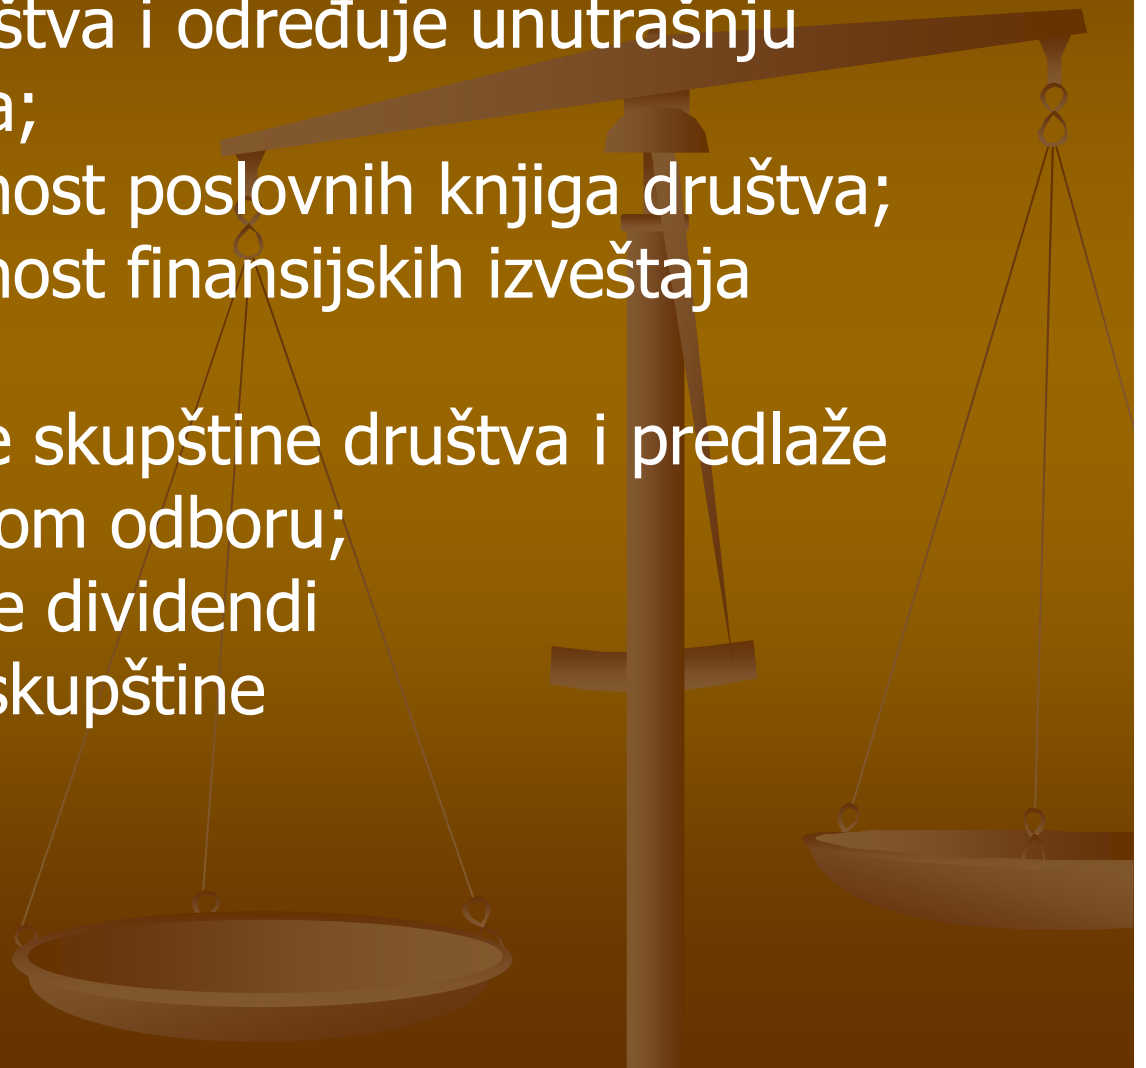 štva i određuje unutrašnju
a;
nost poslovnih knjiga društva;
nost finansijskih izveštaja
e skupštine društva i predlaže
om odboru;
e dividendi
skupštine